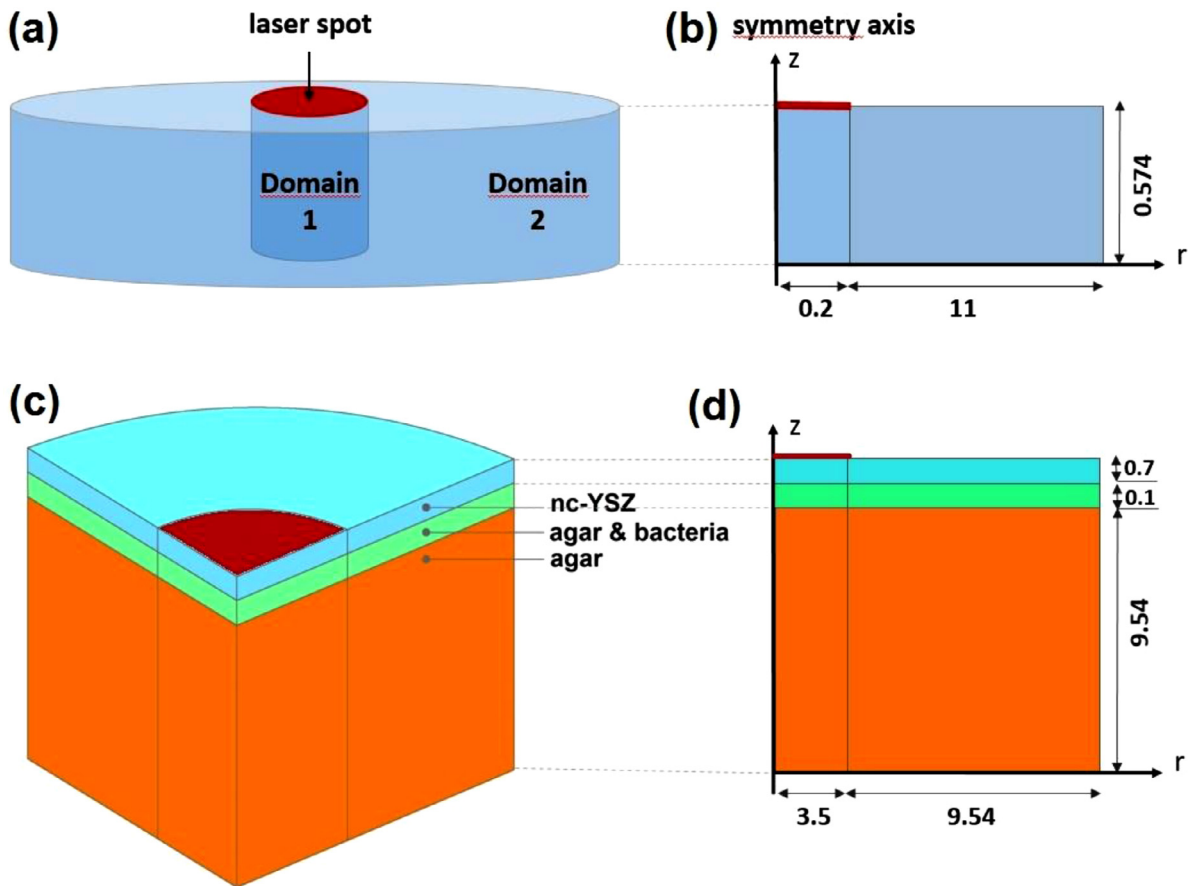 (a)
laser spot
Domain
1
Domain
2
(b)
symmetry axis
z
0.574
r
0.2
11
(c)
nc-YSZ
agar & bacteria
agar
(d)
z
0.7
0.1
9.54
r
3.5
9.54